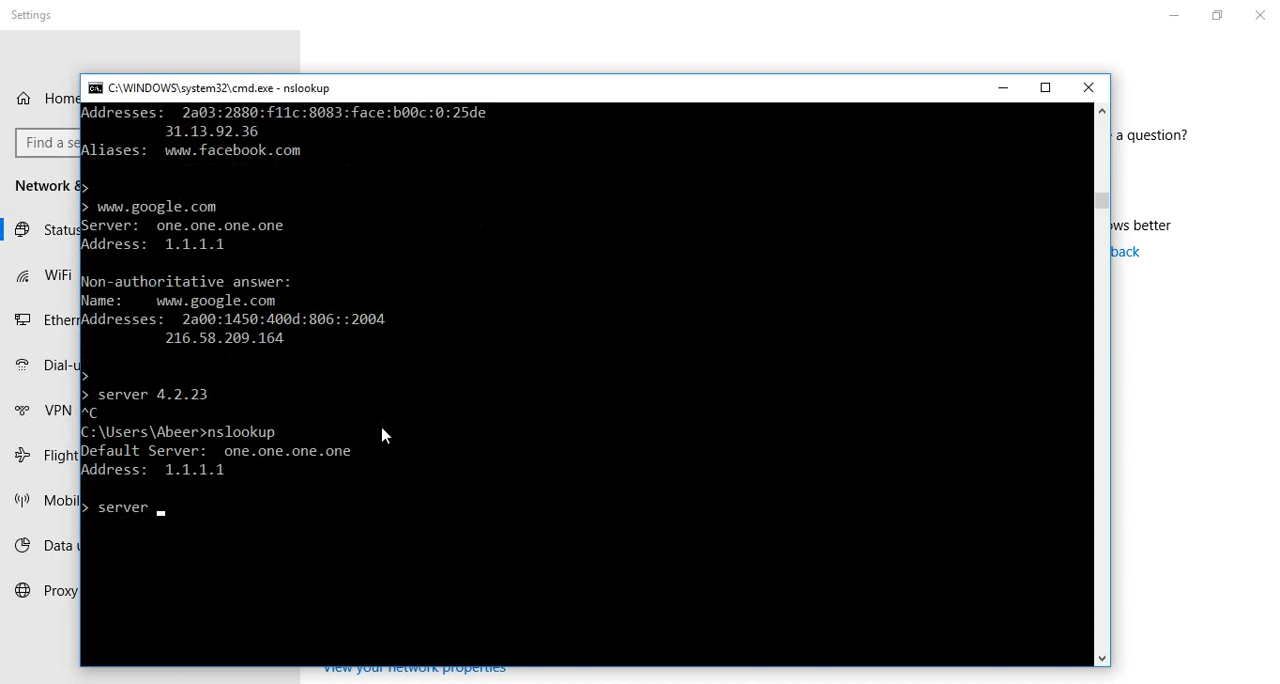 Settings
C:\WINDOWS\system32\cmd.exe - nslookup
Home
Find a se
Network &
Status
WiFi
Ethern
Dial-u
VPN
Flight
Mobil
Data u
Proxy
Addresses:  2a03:2880:f11c:8083:face:b00c:0:25de
31.13.92.36
Aliases:  www.facebook.com
>
> www.google.com
Server:  one.one.one.one
Address:  1.1.1.1
Non-authoritative answer:
Name:    www.google.com
Addresses:  2a00:1450:400d:806::2004
216.58.209.164
>
> server 4.2.23
^C
C:\Users\Abeer>nslookup
Default Server:  one.one.one.one
Address:  1.1.1.1
> server
a question?
ws better
back
View your network properties